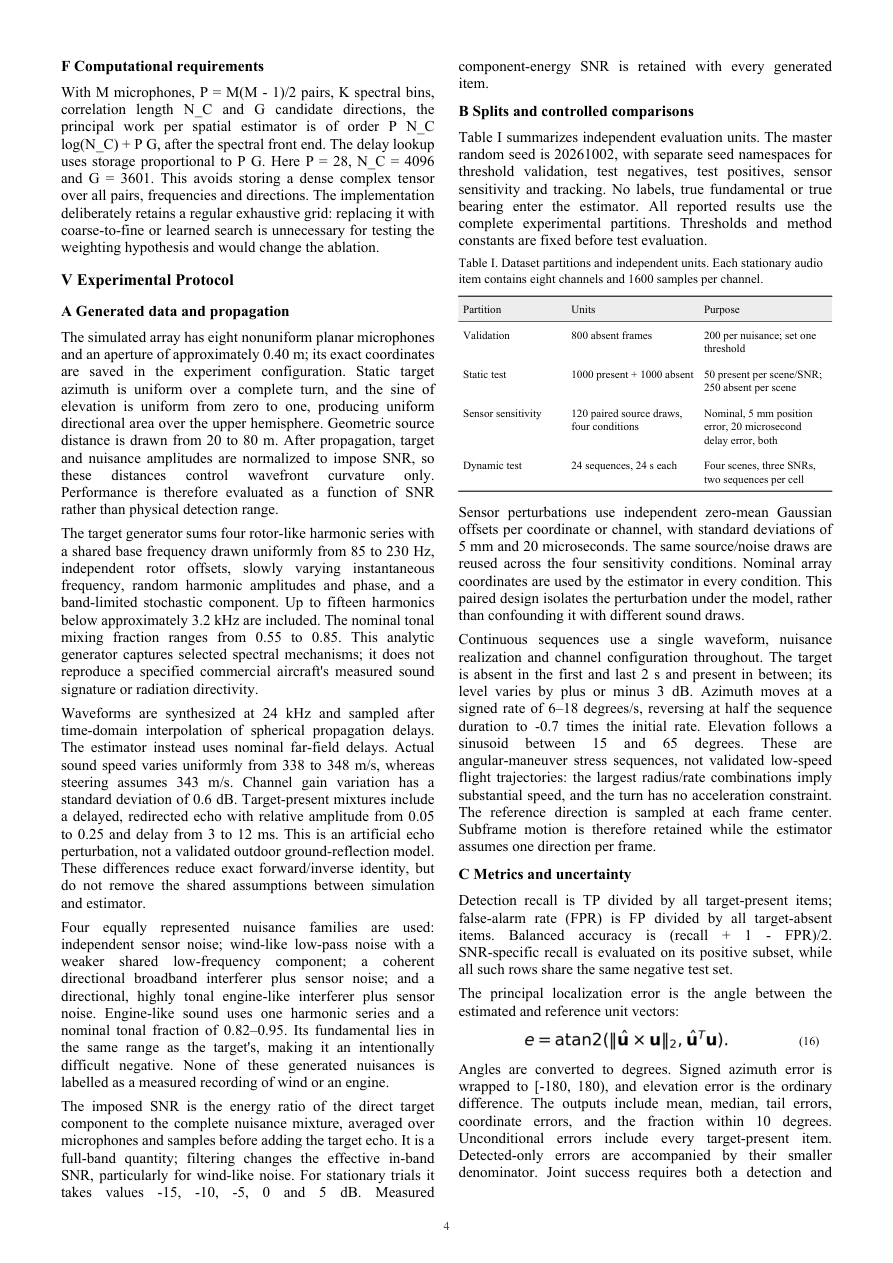 F Computational requirements
With M microphones, P = M(M - 1)/2 pairs, K spectral bins,
correlation length N_C and G candidate directions, the
principal work per spatial estimator is of order P N_C
log(N_C) + P G, after the spectral front end. The delay lookup
uses storage proportional to P G. Here P = 28, N_C = 4096
and G = 3601. This avoids storing a dense complex tensor
over all pairs, frequencies and directions. The implementation
deliberately retains a regular exhaustive grid: replacing it with
coarse-to-fine or learned search is unnecessary for testing the
weighting hypothesis and would change the ablation.
V Experimental Protocol
A Generated data and propagation
The simulated array has eight nonuniform planar microphones
and an aperture of approximately 0.40 m; its exact coordinates
are saved in the experiment configuration. Static target
azimuth is uniform over a complete turn, and the sine of
elevation is uniform from zero to one, producing uniform
directional area over the upper hemisphere. Geometric source
distance is drawn from 20 to 80 m. After propagation, target
and nuisance amplitudes are normalized to impose SNR, so
these distances control wavefront curvature only.
Performance is therefore evaluated as a function of SNR
rather than physical detection range.
The target generator sums four rotor-like harmonic series with
a shared base frequency drawn uniformly from 85 to 230 Hz,
independent rotor offsets, slowly varying instantaneous
frequency, random harmonic amplitudes and phase, and a
band-limited stochastic component. Up to fifteen harmonics
below approximately 3.2 kHz are included. The nominal tonal
mixing fraction ranges from 0.55 to 0.85. This analytic
generator captures selected spectral mechanisms; it does not
reproduce a specified commercial aircraft's measured sound
signature or radiation directivity.
Waveforms are synthesized at 24 kHz and sampled after
time-domain interpolation of spherical propagation delays.
The estimator instead uses nominal far-field delays. Actual
sound speed varies uniformly from 338 to 348 m/s, whereas
steering assumes 343 m/s. Channel gain variation has a
standard deviation of 0.6 dB. Target-present mixtures include
a delayed, redirected echo with relative amplitude from 0.05
to 0.25 and delay from 3 to 12 ms. This is an artificial echo
perturbation, not a validated outdoor ground-reflection model.
These differences reduce exact forward/inverse identity, but
do not remove the shared assumptions between simulation
and estimator.
Four equally represented nuisance families are used:
independent sensor noise; wind-like low-pass noise with a
weaker shared low-frequency component; a coherent
directional broadband interferer plus sensor noise; and a
directional, highly tonal engine-like interferer plus sensor
noise. Engine-like sound uses one harmonic series and a
nominal tonal fraction of 0.82–0.95. Its fundamental lies in
the same range as the target's, making it an intentionally
difficult negative. None of these generated nuisances is
labelled as a measured recording of wind or an engine.
The imposed SNR is the energy ratio of the direct target
component to the complete nuisance mixture, averaged over
microphones and samples before adding the target echo. It is a
full-band quantity; filtering changes the effective in-band
SNR, particularly for wind-like noise. For stationary trials it
takes values -15, -10, -5, 0 and 5 dB. Measured
component-energy SNR is retained with every generated
item.
B Splits and controlled comparisons
Table I summarizes independent evaluation units. The master
random seed is 20261002, with separate seed namespaces for
threshold validation, test negatives, test positives, sensor
sensitivity and tracking. No labels, true fundamental or true
bearing enter the estimator. All reported results use the
complete experimental partitions. Thresholds and method
constants are fixed before test evaluation.
Table I. Dataset partitions and independent units. Each stationary audio
item contains eight channels and 1600 samples per channel.
Partition Units Purpose
Validation 800 absent frames 200 per nuisance; set one
threshold
Static test 1000 present + 1000 absent 50 present per scene/SNR;
250 absent per scene
Sensor sensitivity 120 paired source draws, Nominal, 5 mm position
four conditions error, 20 microsecond
delay error, both
Dynamic test 24 sequences, 24 s each Four scenes, three SNRs,
two sequences per cell
Sensor perturbations use independent zero-mean Gaussian
offsets per coordinate or channel, with standard deviations of
5 mm and 20 microseconds. The same source/noise draws are
reused across the four sensitivity conditions. Nominal array
coordinates are used by the estimator in every condition. This
paired design isolates the perturbation under the model, rather
than confounding it with different sound draws.
Continuous sequences use a single waveform, nuisance
realization and channel configuration throughout. The target
is absent in the first and last 2 s and present in between; its
level varies by plus or minus 3 dB. Azimuth moves at a
signed rate of 6–18 degrees/s, reversing at half the sequence
duration to -0.7 times the initial rate. Elevation follows a
sinusoid between 15 and 65 degrees. These are
angular-maneuver stress sequences, not validated low-speed
flight trajectories: the largest radius/rate combinations imply
substantial speed, and the turn has no acceleration constraint.
The reference direction is sampled at each frame center.
Subframe motion is therefore retained while the estimator
assumes one direction per frame.
C Metrics and uncertainty
Detection recall is TP divided by all target-present items;
false-alarm rate (FPR) is FP divided by all target-absent
items. Balanced accuracy is (recall + 1 - FPR)/2.
SNR-specific recall is evaluated on its positive subset, while
all such rows share the same negative test set.
The principal localization error is the angle between the
estimated and reference unit vectors:
e = atan2(‖û × u‖₂, ûᵀu). (16)
Angles are converted to degrees. Signed azimuth error is
wrapped to [-180, 180), and elevation error is the ordinary
difference. The outputs include mean, median, tail errors,
coordinate errors, and the fraction within 10 degrees.
Unconditional errors include every target-present item.
Detected-only errors are accompanied by their smaller
denominator. Joint success requires both a detection and
4